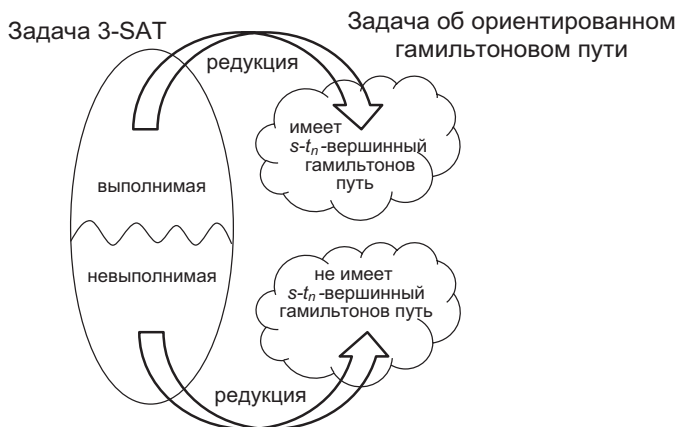 Задача 3-SAT
Задача об ориентированном
гамильтоновом пути
редукция
имеет
s-tn-вершинный
гамильтонов
путь
выполнимая
невыполнимая
не имеет
s-tn-вершинный
гамильтонов путь
редукция